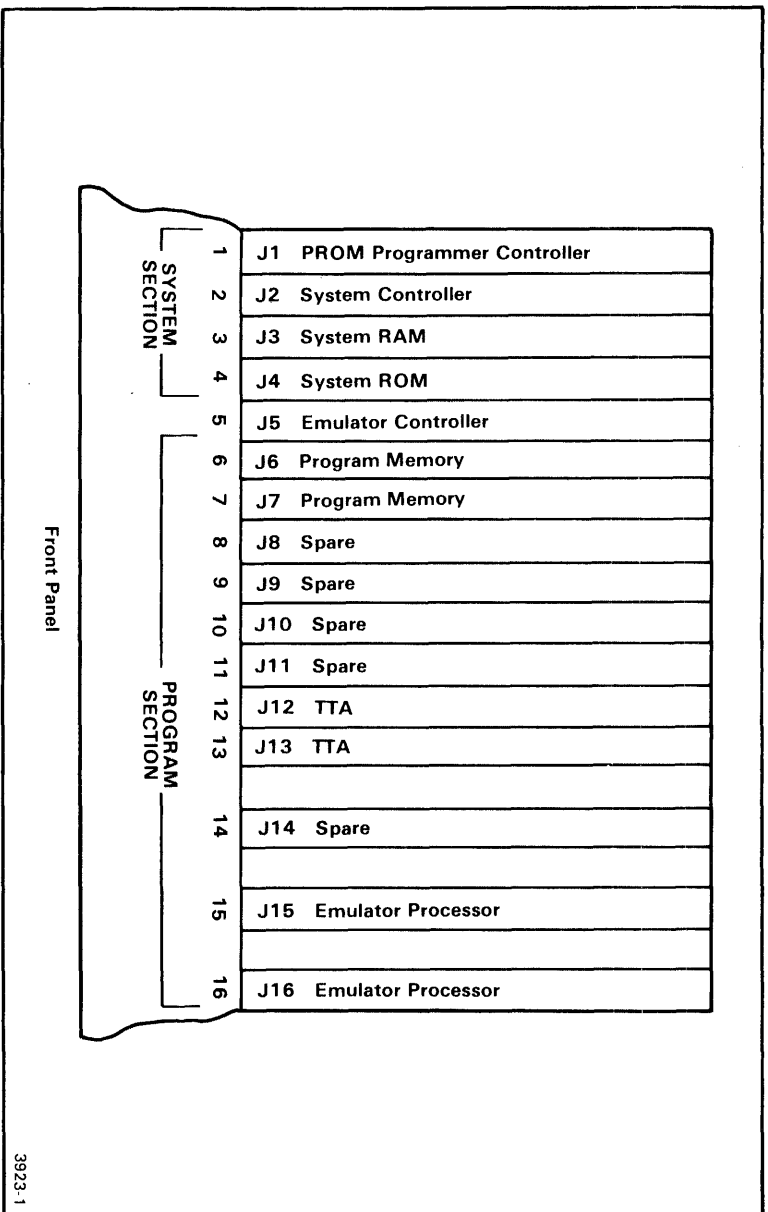 1 J1 PROM Programmer Controller
2 J2 System Controller
3 J3 System RAM
4 J4 System ROM
5 J5 Emulator Controller
6 J6 Program Memory
7 J7 Program Memory
8 J8 Spare
9 J9 Spare
10 J10 Spare
11 J11 Spare
12 J12 TTA
13 J13 TTA
14 J14 Spare
15 J15 Emulator Processor
16 J16 Emulator Processor
SYSTEM
SECTION
PROGRAM
SECTION
Front Panel
3923-1